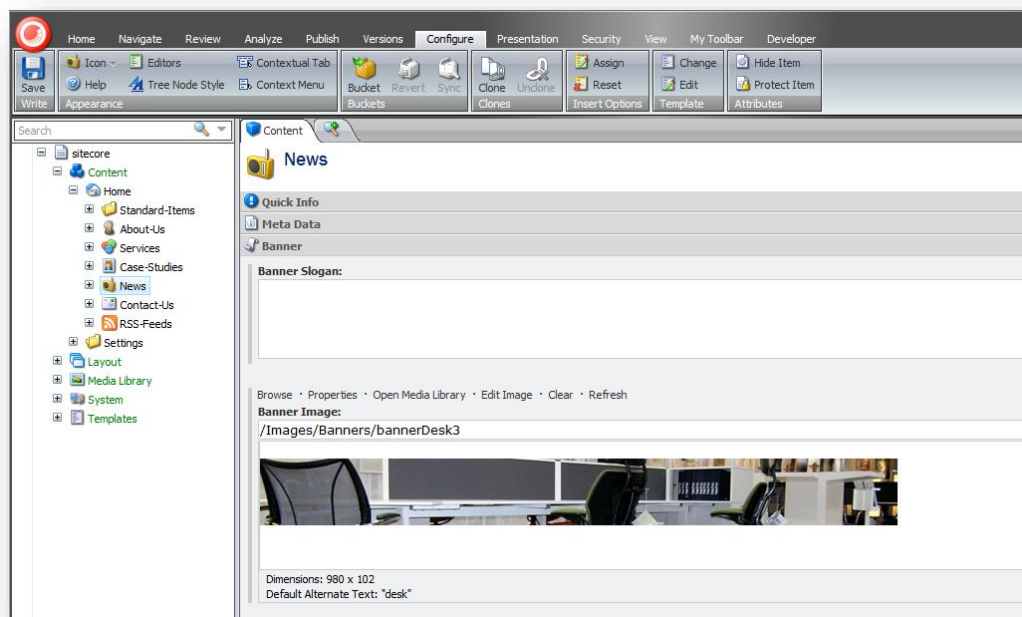 Home Navigate Review Analyze Publish Versions Configure Presentation Security View My Toolbar Developer
Save
Write
Icon Editors
Help Tree Node Style
Appearance
Contextual Tab
Context Menu
Bucket Revert Sync
Buckets
Clone Undone
Clones
Assign
Reset
Insert Options
Change
Edit
Template
Hide Item
Protect Item
Attributes
Search
sitecore
Content
Home
Standard-Items
About-Us
Services
Case-Studies
News
Contact-Us
RSS-Feeds
Settings
Layout
Media Library
System
Templates
Content
News
Quick Info
Meta Data
Banner
Banner Slogan:
Browse · Properties · Open Media Library · Edit Image · Clear · Refresh
Banner Image:
/Images/Banners/bannerDesk3
Dimensions: 980 x 102
Default Alternate Text: "desk"